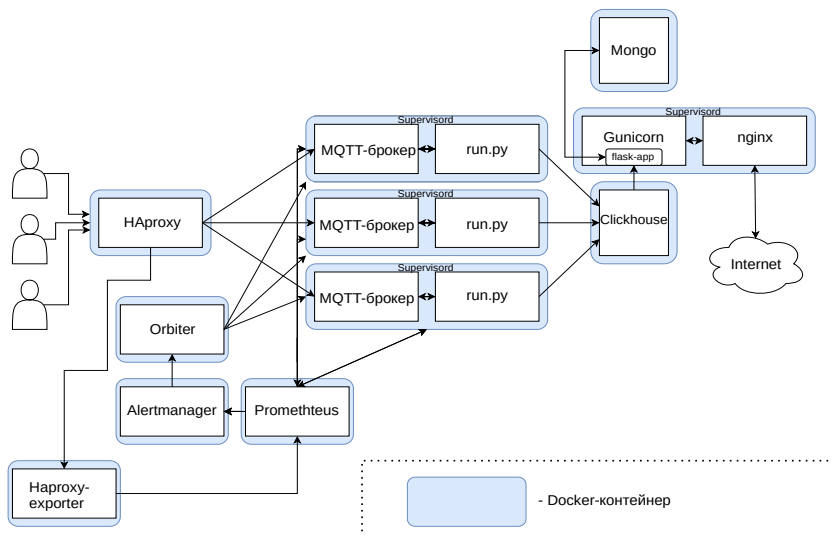 Mongo
Supervisord
Gunicorn
nginx
flask-app
Supervisord
MQTT-брокер
run.py
Supervisord
MQTT-брокер
run.py
Supervisord
MQTT-брокер
run.py
HAproxy
Clickhouse
Internet
Orbiter
Alertmanager
Promethteus
Haproxy-
exporter
- Docker-контейнер